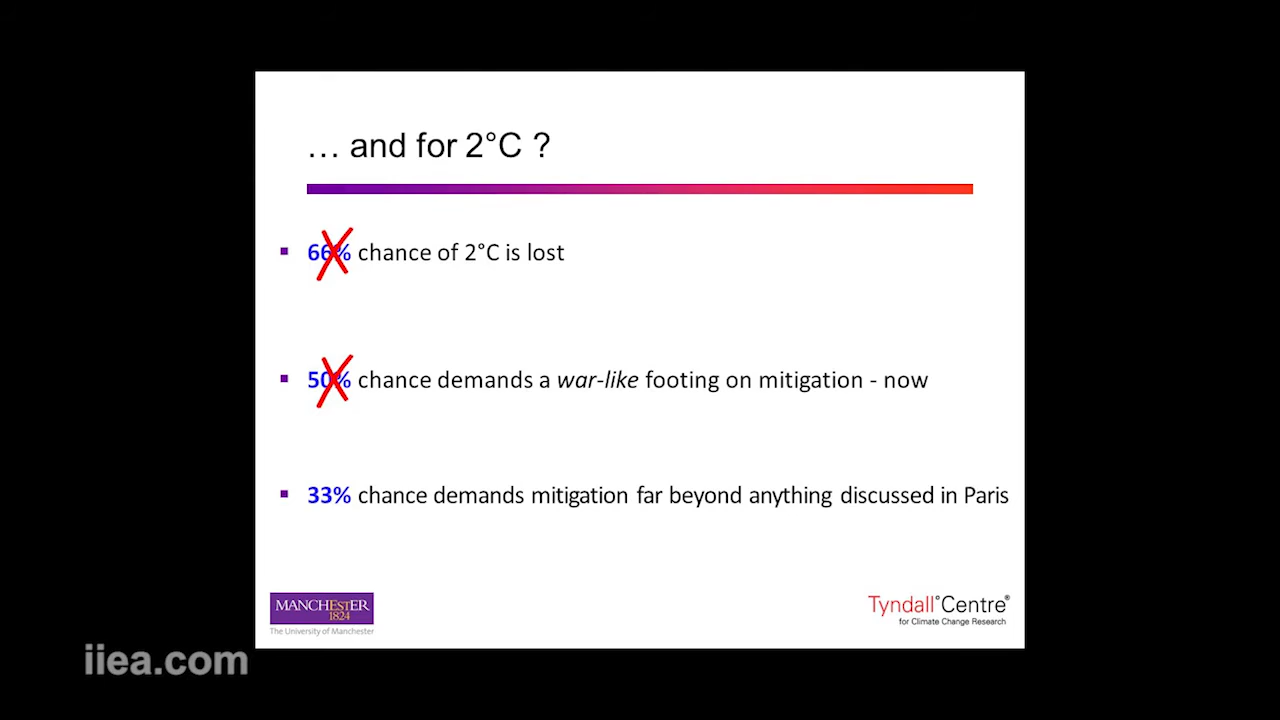 … and for 2°C ?
▪ 66% chance of 2°C is lost
▪ 50% chance demands a war-like footing on mitigation - now
▪ 33% chance demands mitigation far beyond anything discussed in Paris
MANCHESTER
1824
The University of Manchester
Tyndall°Centre®
for Climate Change Research
iiea.com